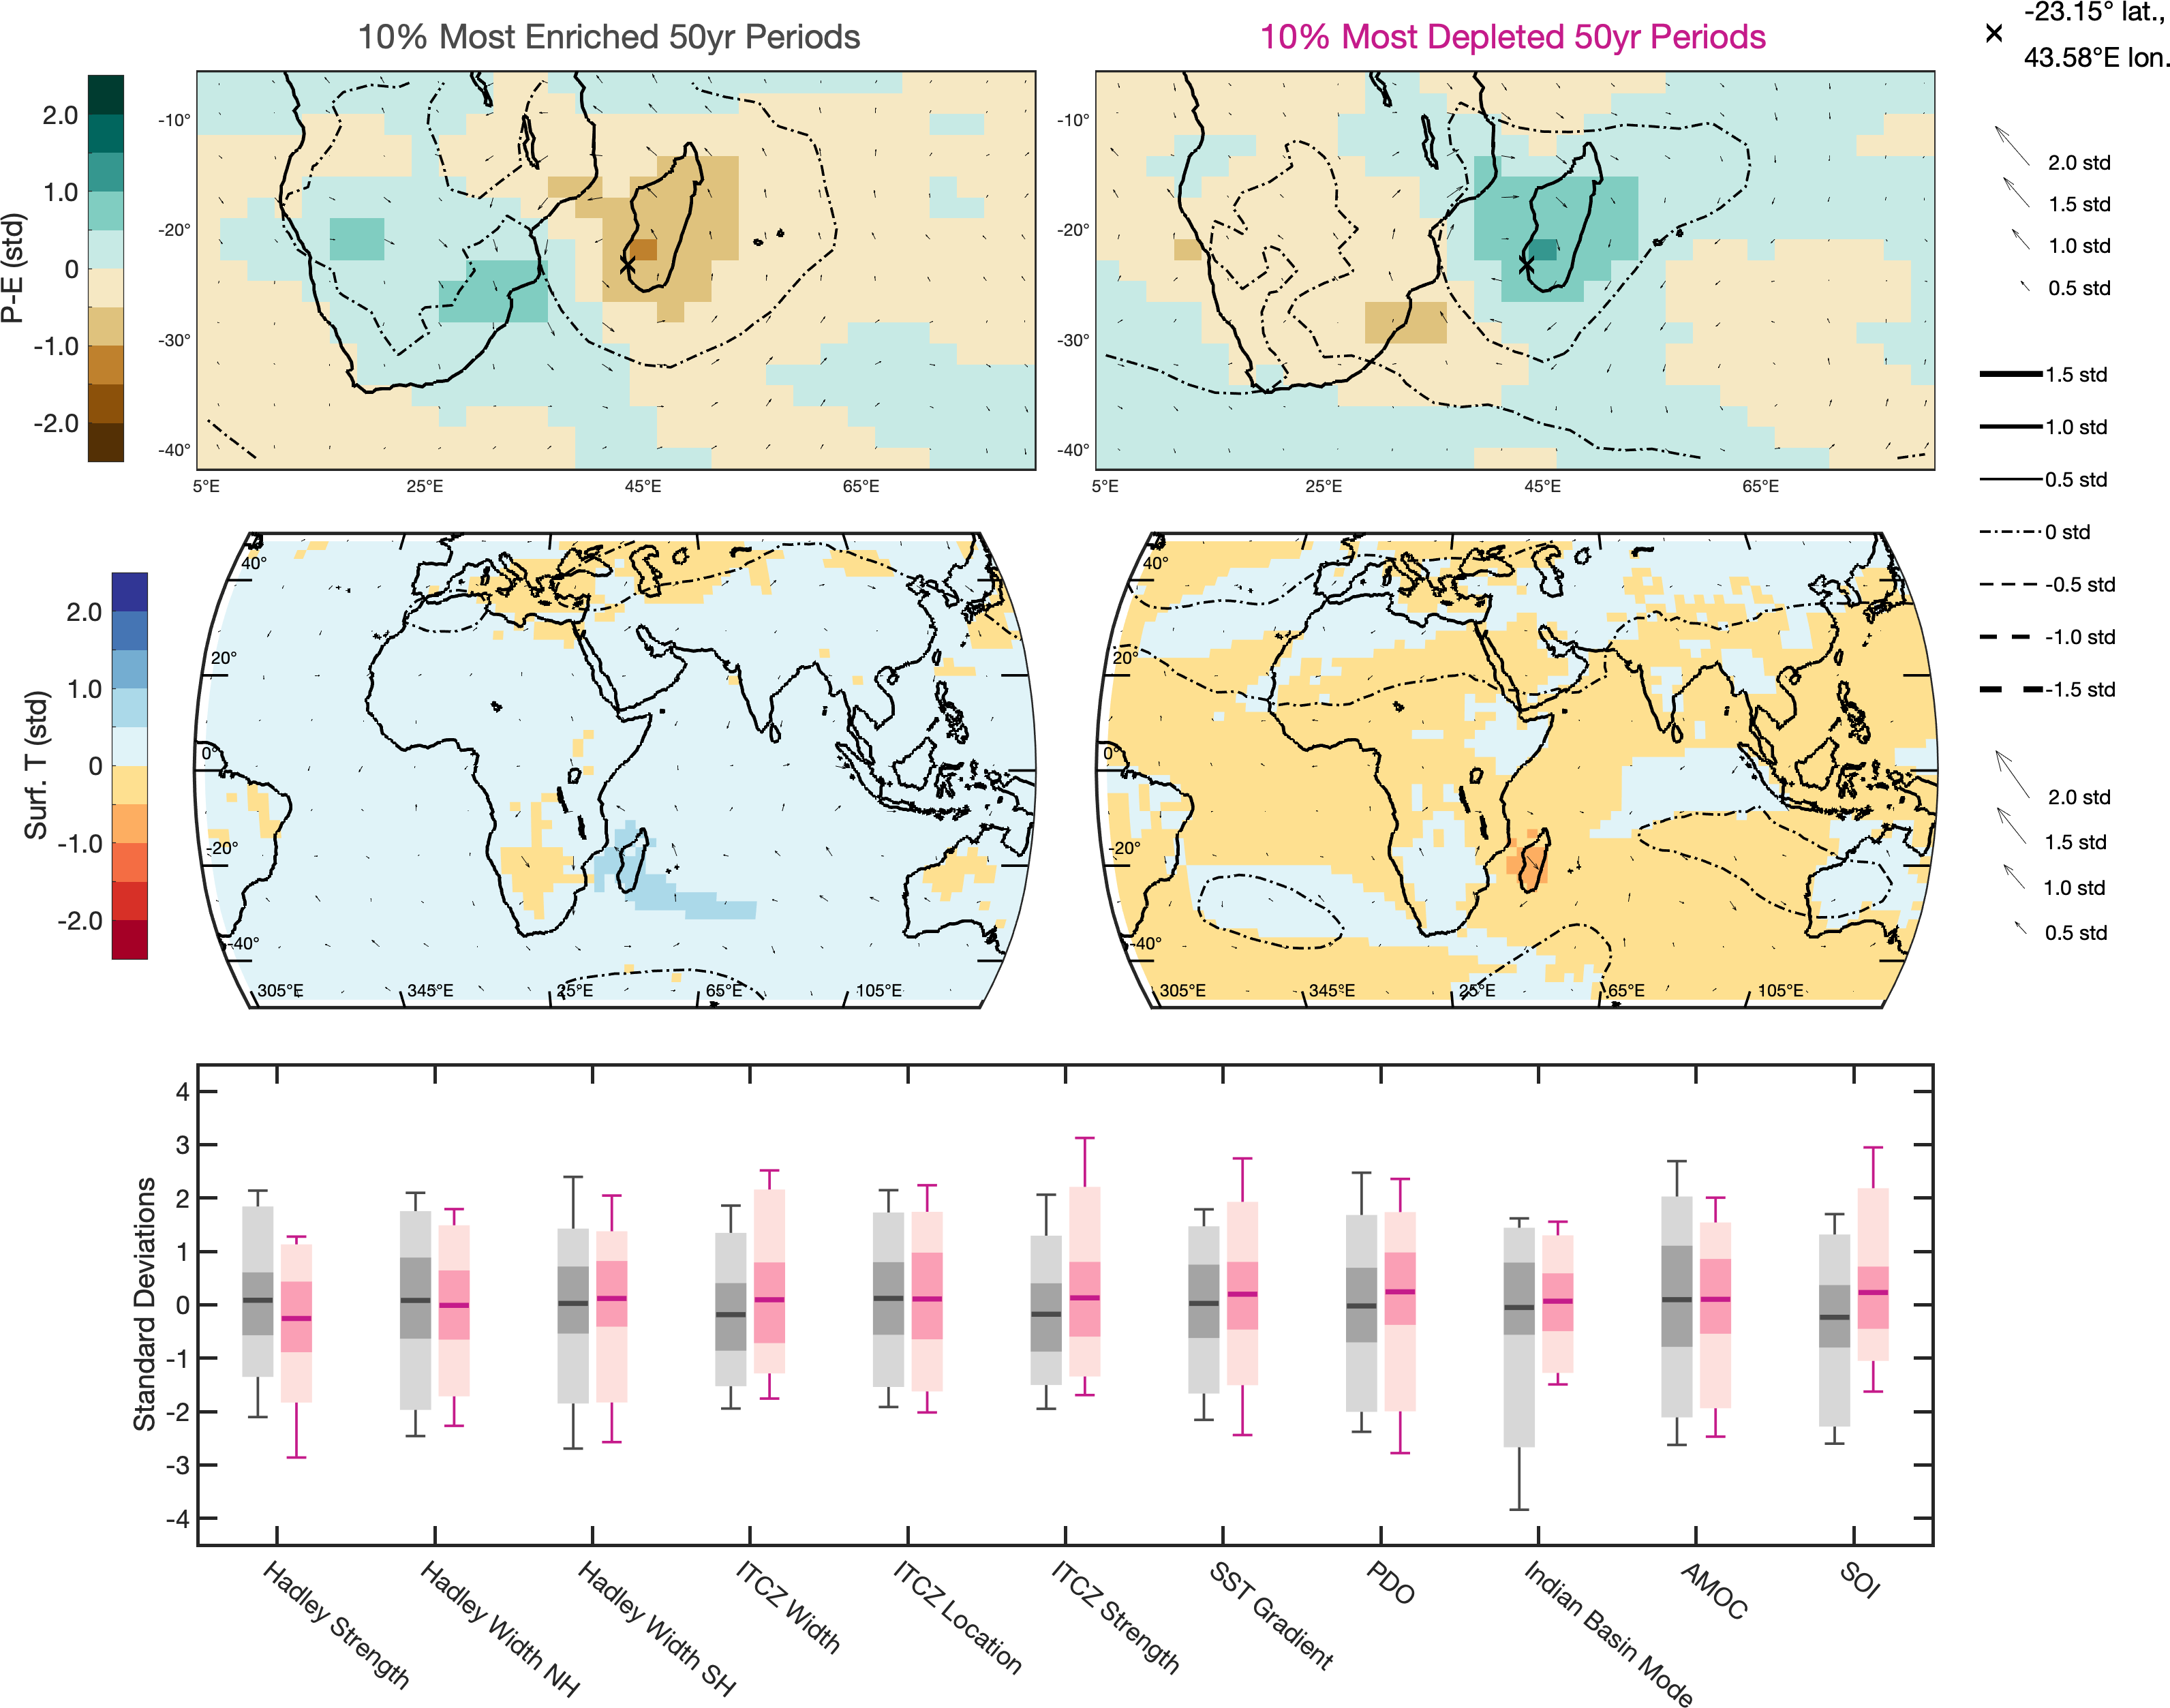 10% Most Enriched 50yr Periods
10% Most Depleted 50yr Periods
-23.15° lat.,
43.58°E lon.
P-E (std)
2.0
1.0
0
-1.0
-2.0
-10°
-20°
-30°
-40°
5°E
25°E
45°E
65°E
-10°
-20°
-30°
-40°
5°E
25°E
45°E
65°E
2.0 std
1.5 std
1.0 std
0.5 std
1.5 std
1.0 std
0.5 std
0 std
-0.5 std
-1.0 std
-1.5 std
Surf. T (std)
2.0
1.0
0
-1.0
-2.0
40°
20°
0°
-20°
-40°
305°E
345°E
25°E
65°E
105°E
40°
20°
0°
-20°
-40°
305°E
345°E
25°E
65°E
105°E
2.0 std
1.5 std
1.0 std
0.5 std
Standard Deviations
4
3
2
1
0
-1
-2
-3
-4
Hadley Strength
Hadley Width NH
Hadley Width SH
ITCZ Width
ITCZ Location
ITCZ Strength
SST Gradient
PDO
Indian Basin Mode
AMOC
SOI